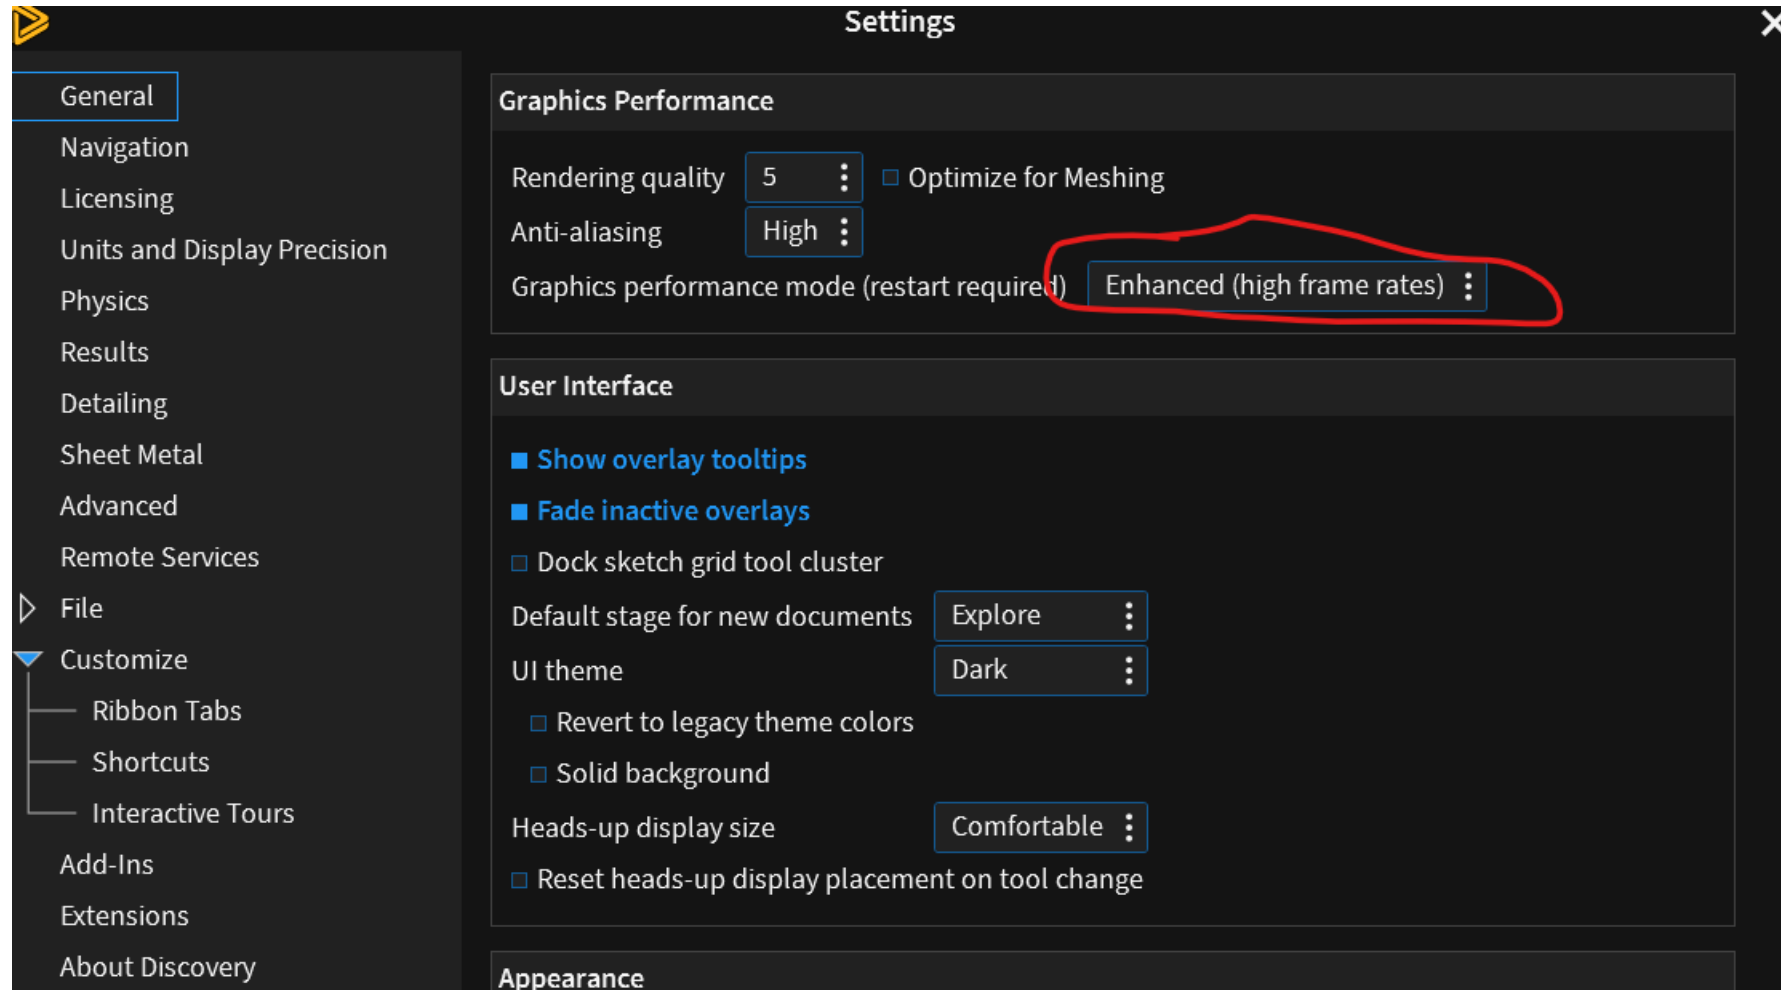 Settings
General
Navigation
Licensing
Units and Display Precision
Physics
Results
Detailing
Sheet Metal
Advanced
Remote Services
File
Customize
Ribbon Tabs
Shortcuts
Interactive Tours
Add-Ins
Extensions
About Discovery
Graphics Performance
Rendering quality 5 Optimize for Meshing
Anti-aliasing High
Graphics performance mode (restart required) Enhanced (high frame rates)
User Interface
Show overlay tooltips
Fade inactive overlays
Dock sketch grid tool cluster
Default stage for new documents Explore
UI theme Dark
Revert to legacy theme colors
Solid background
Heads-up display size Comfortable
Reset heads-up display placement on tool change
Appearance